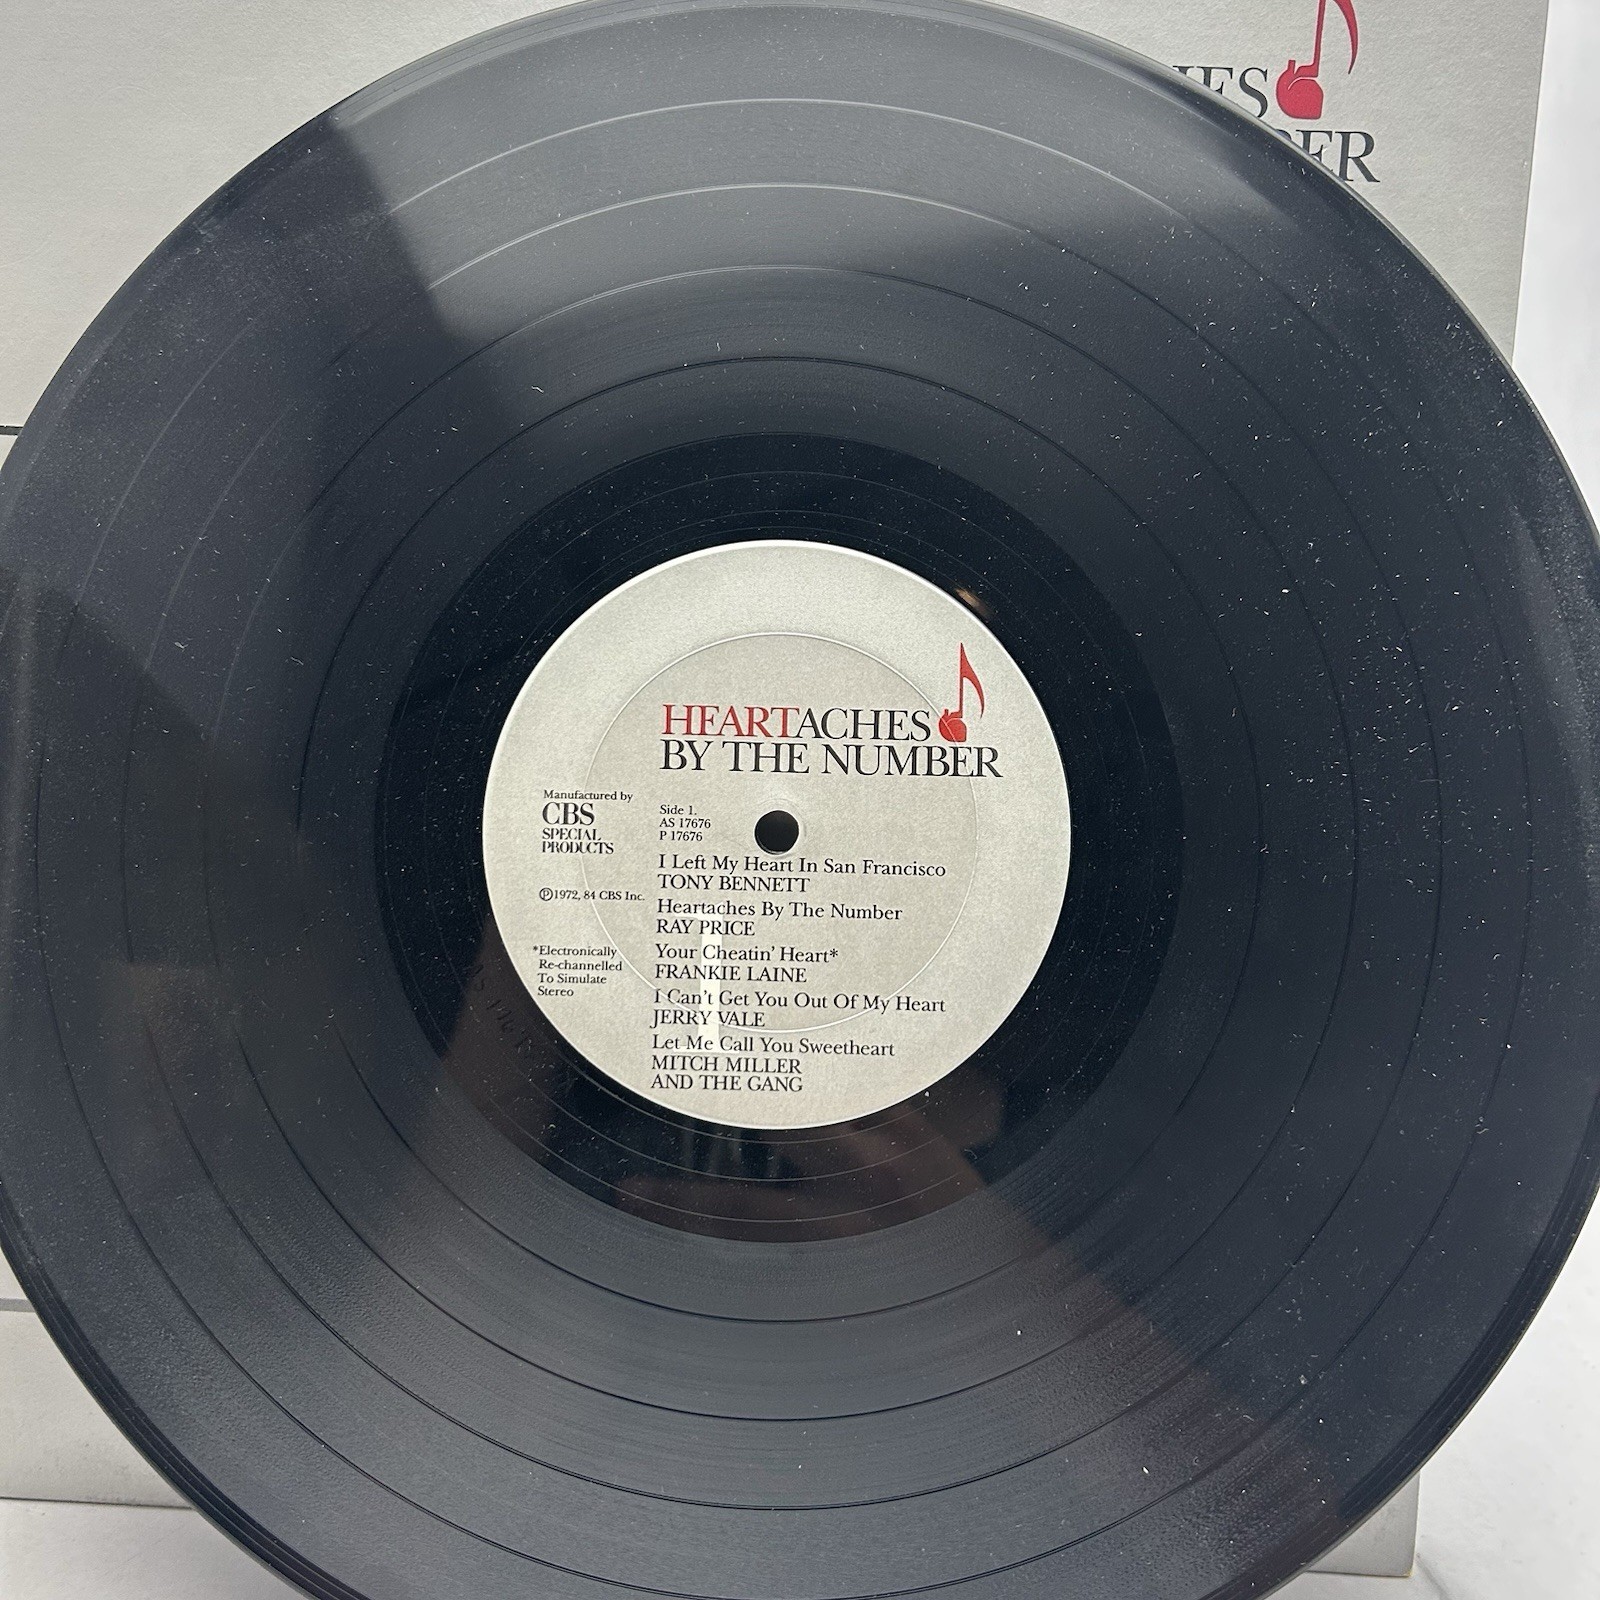 HES
BER
HEARTACHES
BY THE NUMBER
Manufactured by
CBS
SPECIAL
PRODUCTS
Side 1.
AS 17676
P 17676
I Left My Heart In San Francisco
TONY BENNETT
℗1972, 84 CBS Inc.
Heartaches By The Number
RAY PRICE
*Electronically
Re-channelled
To Simulate
Stereo
Your Cheatin' Heart*
FRANKIE LAINE
I Can't Get You Out Of My Heart
JERRY VALE
Let Me Call You Sweetheart
MITCH MILLER
AND THE GANG